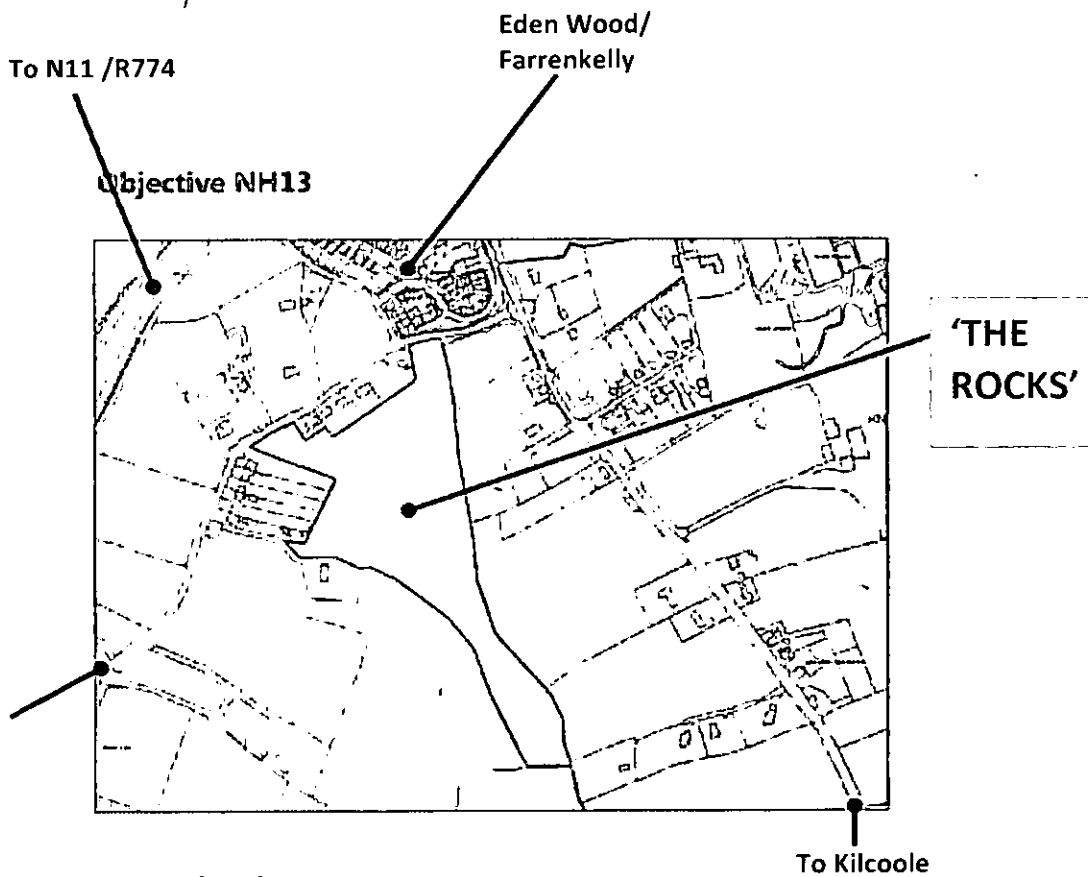 Eden Wood/
Farrenkelly
To N11 /R774
Objective NH13
'THE
ROCKS'
To Kilcoole